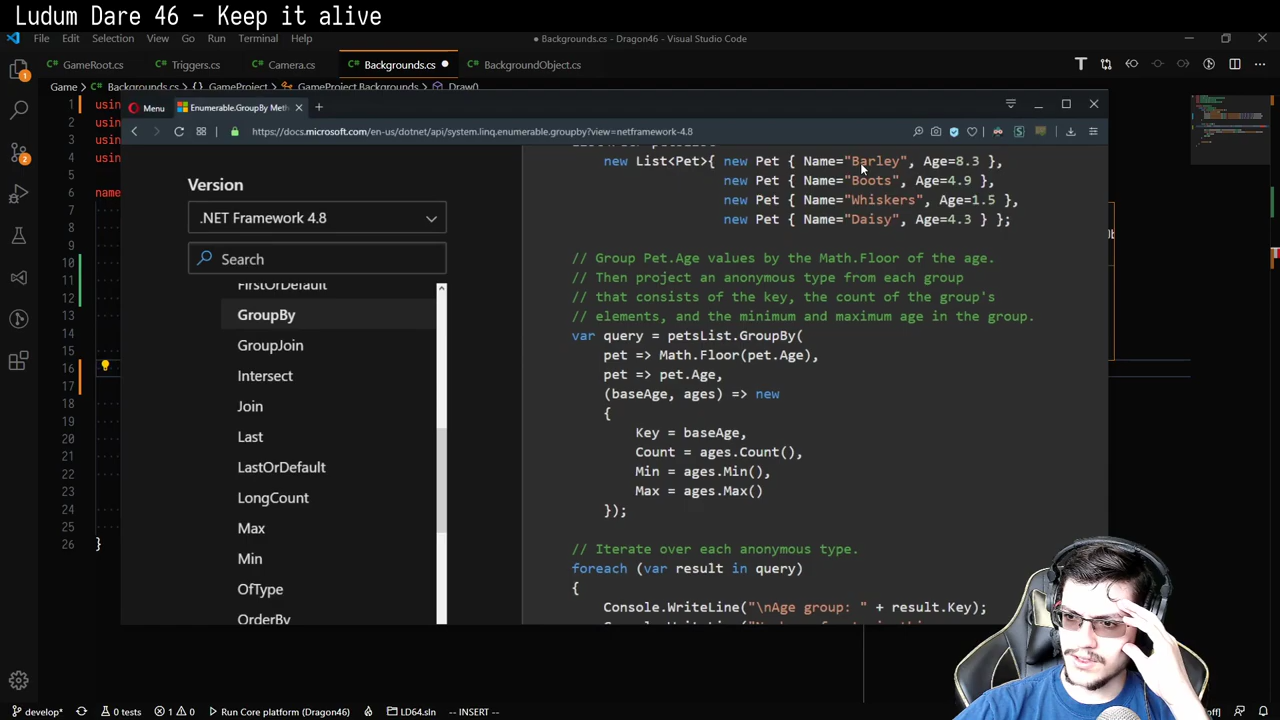 Ludum Dare 46 - Keep it alive
File Edit Selection View Go Run Terminal Help
● Backgrounds.cs - Dragon46 - Visual Studio Code
C# GameRoot.cs C# Triggers.cs C# Camera.cs C# Backgrounds.cs ● C# BackgroundObject.cs
Game > C# Backgrounds.cs > {} GameProject > GameProject.Backgrounds > Draw()
Menu Enumerable.GroupBy Met
https://docs.microsoft.com/en-us/dotnet/api/system.linq.enumerable.groupby?view=netframework-4.8
1 usin
2 usin
3 usin
4 usin
5
6 name
7
8
9
10
11
12
13
14
15
16
17
18
19
20
21
22
23
24
25
26 }
Version
.NET Framework 4.8
Search
FirstOrDefault
GroupBy
GroupJoin
Intersect
Join
Last
LastOrDefault
LongCount
Max
Min
OfType
OrderBy
new List<Pet>{ new Pet { Name="Barley", Age=8.3 },
new Pet { Name="Boots", Age=4.9 },
new Pet { Name="Whiskers", Age=1.5 },
new Pet { Name="Daisy", Age=4.3 } };
// Group Pet.Age values by the Math.Floor of the age.
// Then project an anonymous type from each group
// that consists of the key, the count of the group's
// elements, and the minimum and maximum age in the group.
var query = petsList.GroupBy(
pet => Math.Floor(pet.Age),
pet => pet.Age,
(baseAge, ages) => new
{
Key = baseAge,
Count = ages.Count(),
Min = ages.Min(),
Max = ages.Max()
});
// Iterate over each anonymous type.
foreach (var result in query)
{
Console.WriteLine("\nAge group: " + result.Key);
develop* 0 tests 1 0 Run Core platform (Dragon46) LD64.sln -- INSERT --